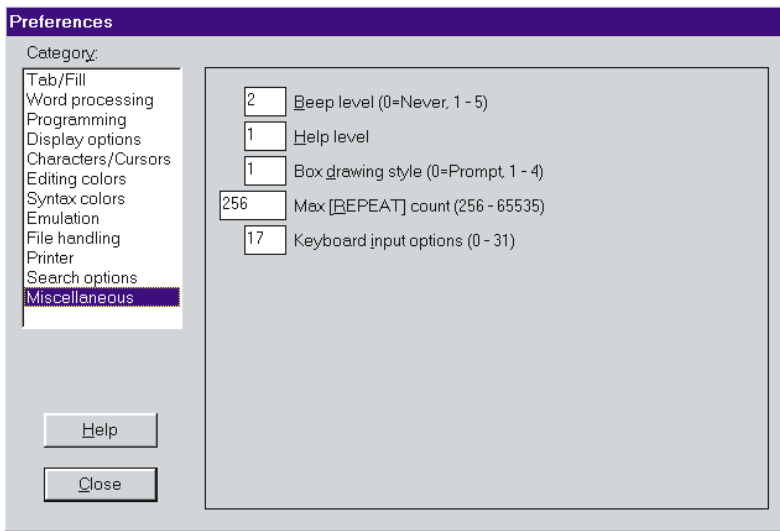 Preferences
Category:
Tab/Fill
Word processing
Programming
Display options
Characters/Cursors
Editing colors
Syntax colors
Emulation
File handling
Printer
Search options
Miscellaneous
2 Beep level (0=Never, 1 - 5)
1 Help level
1 Box drawing style (0=Prompt, 1 - 4)
256 Max [REPEAT] count (256 - 65535)
17 Keyboard input options (0 - 31)
Help
Close